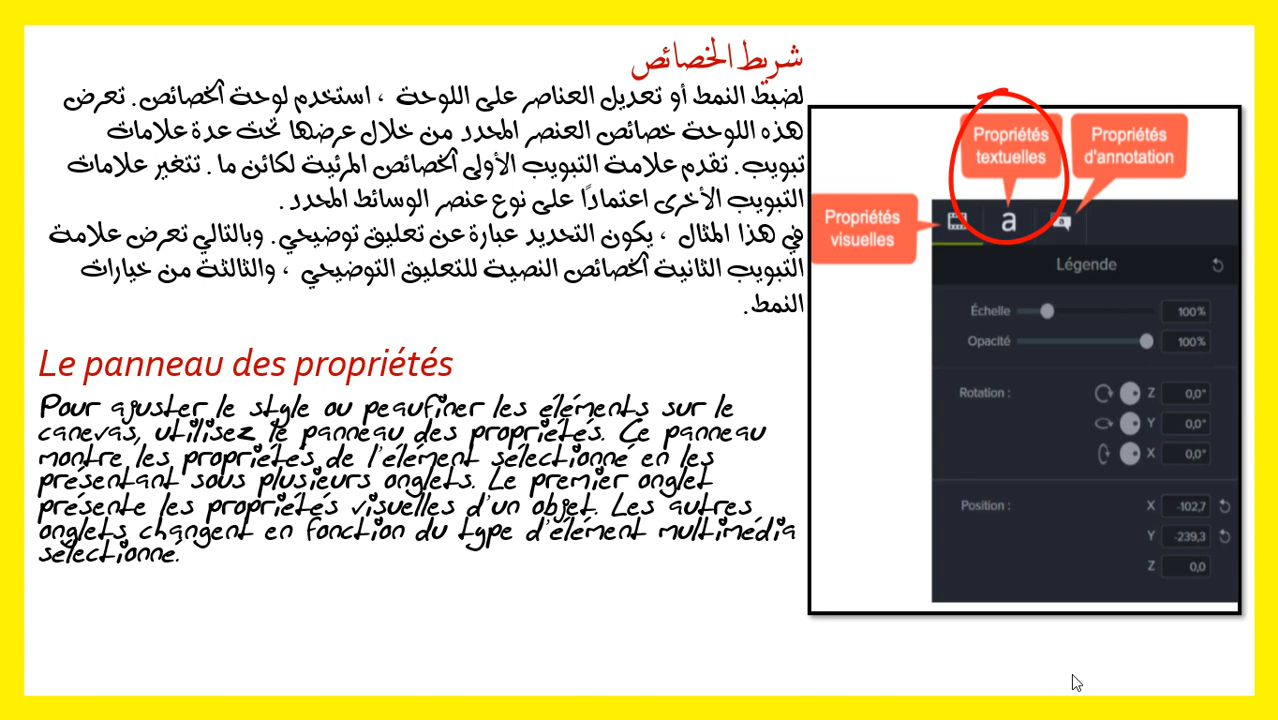 شريط الخصائص
لضبط النمط أو تعديل العناصر على اللوحة ، استخدم لوحة الخصائص. تعرض
هذه اللوحة خصائص العنصر المحدد من خلال عرضها تحت عدة علامات
تبويب. تقدم علامة التبويب الأولى الخصائص المرئية لكائن ما . تتغير علامات
التبويب الأخرى اعتمادًا على نوع عنصر الوسائط المحدد .
في هذا المثال ، يكون التحديد عبارة عن تعليق توضيحي. وبالتالي تعرض علامة
التبويب الثانية الخصائص النصية للتعليق التوضيحي ، والثالثة من خيارات
النمط.
Le panneau des propriétés
Pour ajuster le style ou peaufiner les éléments sur le
canevas, utilisez le panneau des propriétés. Ce panneau
montre les propriétés de l'élément sélectionné en les
présentant sous plusieurs onglets. Le premier onglet
présente les propriétés visuelles d'un objet. Les autres
onglets changent en fonction du type d'élément multimédia
sélectionné.
Propriétés
textuelles
Propriétés
d'annotation
Propriétés
visuelles
a
Légende
Échelle 100%
Opacité 100%
Rotation : Z 0,0°
Y 0,0°
X 0,0°
Position : X -102,7
Y -239,3
Z 0,0